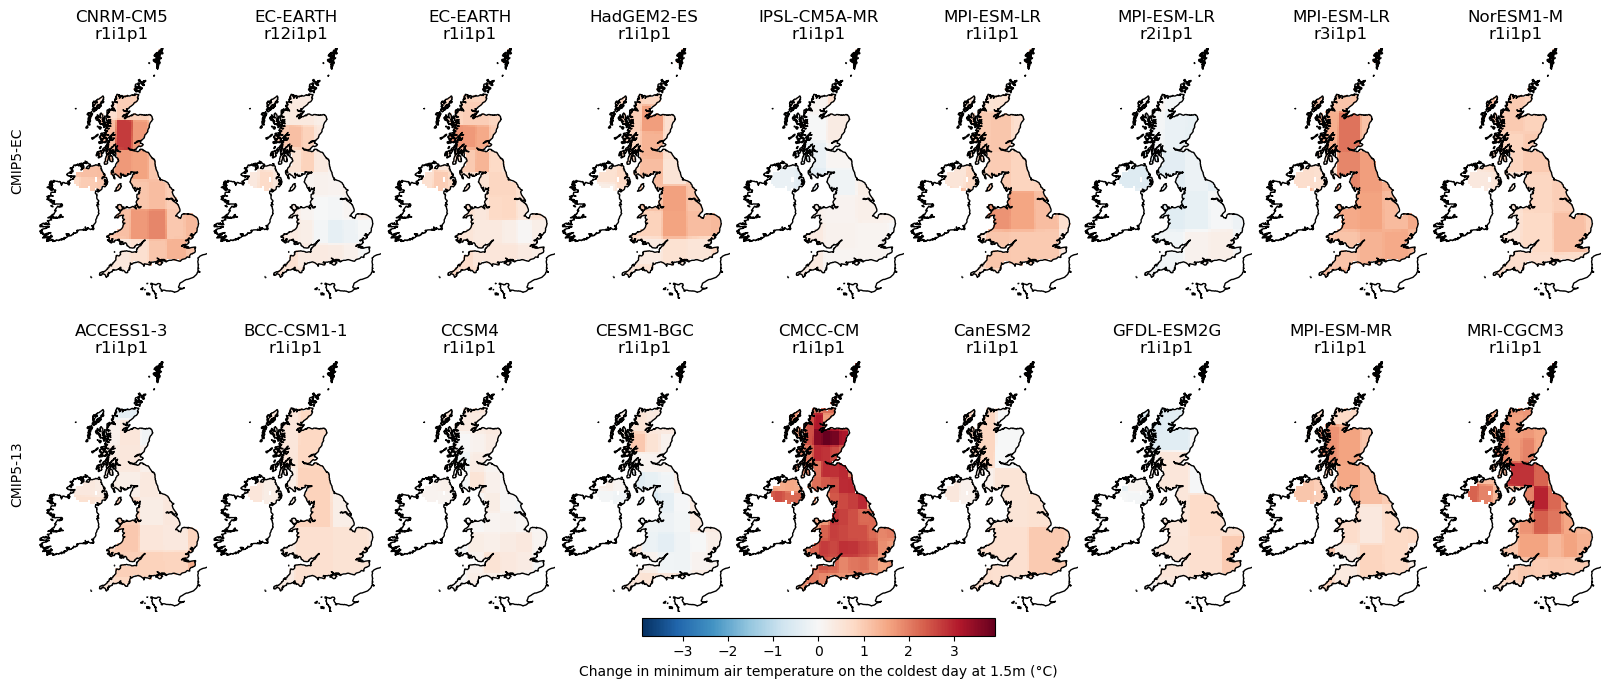 CNRM-CM5 EC-EARTH EC-EARTH HadGEM2-ES IPSL-CM5A-MR MPI-ESM-LR MPI-ESM-LR MPI-ESM-LR NorESM1-M
r1i1p1 r12i1p1 r1i1p1 r1i1p1 r1i1p1 r1i1p1 r2i1p1 r3i1p1 r1i1p1
CMIP5-EC
ACCESS1-3 BCC-CSM1-1 CCSM4 CESM1-BGC CMCC-CM CanESM2 GFDL-ESM2G MPI-ESM-MR MRI-CGCM3
r1i1p1 r1i1p1 r1i1p1 r1i1p1 r1i1p1 r1i1p1 r1i1p1 r1i1p1 r1i1p1
CMIP5-13
−3 −2 −1 0 1 2 3
Change in minimum air temperature on the coldest day at 1.5m (°C)